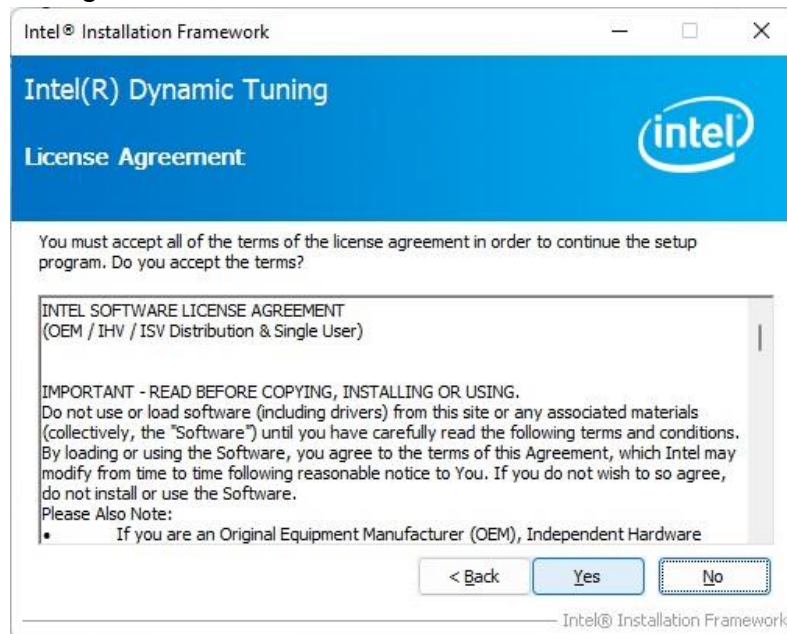 Intel® Installation Framework
Intel(R) Dynamic Tuning
intel
License Agreement
You must accept all of the terms of the license agreement in order to continue the setup
program. Do you accept the terms?
INTEL SOFTWARE LICENSE AGREEMENT
(OEM / IHV / ISV Distribution & Single User)
IMPORTANT - READ BEFORE COPYING, INSTALLING OR USING.
Do not use or load software (including drivers) from this site or any associated materials
(collectively, the "Software") until you have carefully read the following terms and conditions.
By loading or using the Software, you agree to the terms of this Agreement, which Intel may
modify from time to time following reasonable notice to You. If you do not wish to so agree,
do not install or use the Software.
Please Also Note:
• If you are an Original Equipment Manufacturer (OEM), Independent Hardware
< Back Yes No
Intel® Installation Framework